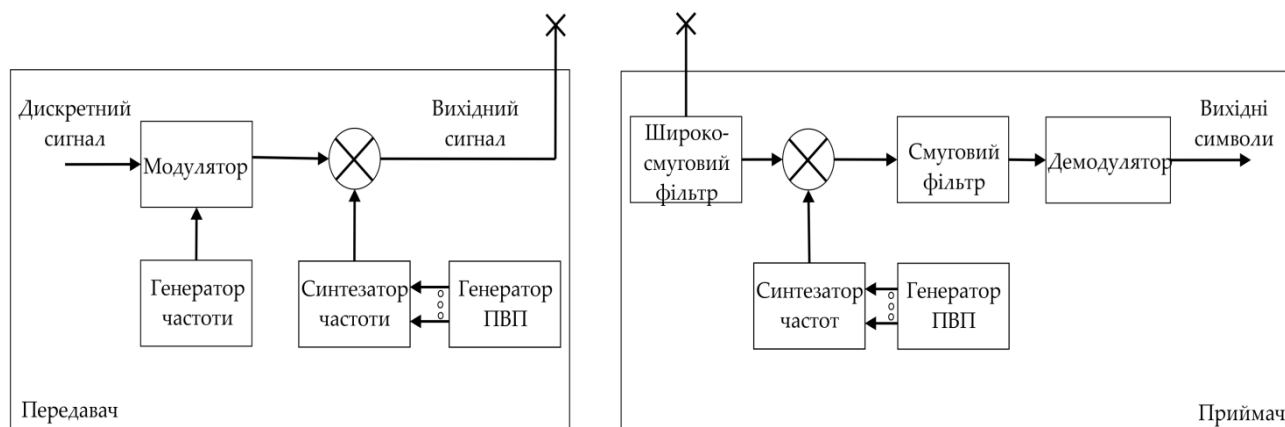 Дискретний
сигнал
Модулятор
Вихідний
сигнал
Генератор
частоти
Синтезатор
частоти
Генератор
ПВП
Передавач
Широко-
смуговий
фільтр
Смуговий
фільтр
Демодулятор
Вихідні
символи
Синтезатор
частот
Генератор
ПВП
Приймач